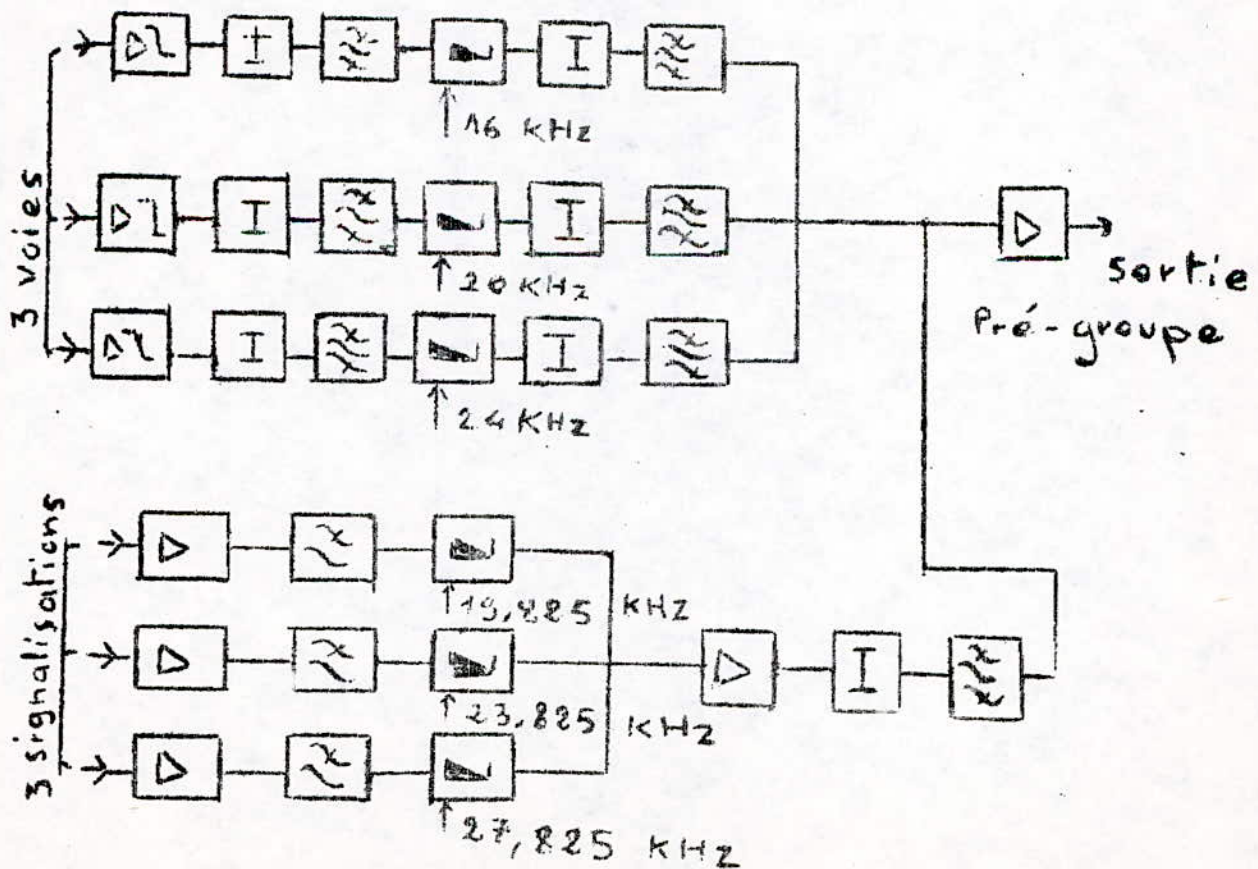 3 voies
16 KHz
20 KHz
24 KHz
sortie
Pré-groupe
3 signalisations
19,825 KHz
23,825 KHz
27,825 KHz